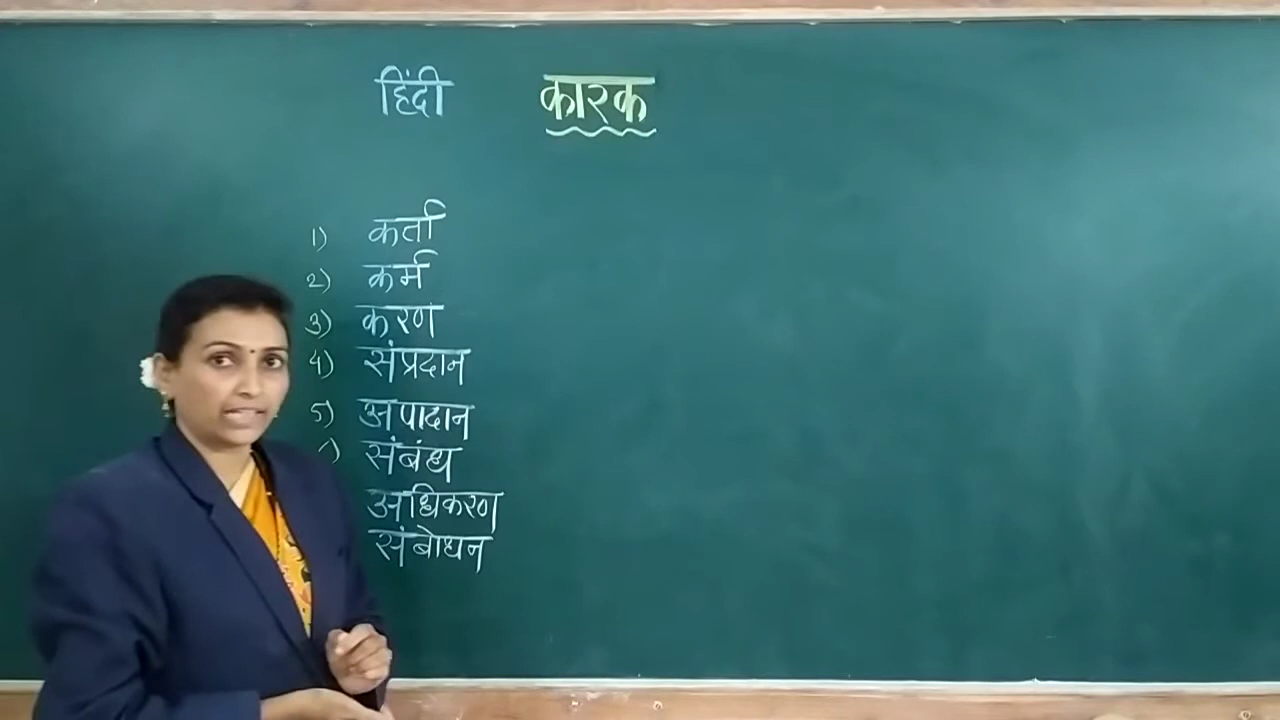 हिंदी कारक
1) कर्ता
2) कर्म
3) करण
4) संप्रदान
5) अपादान
संबंध
अधिकरण
संबोधन